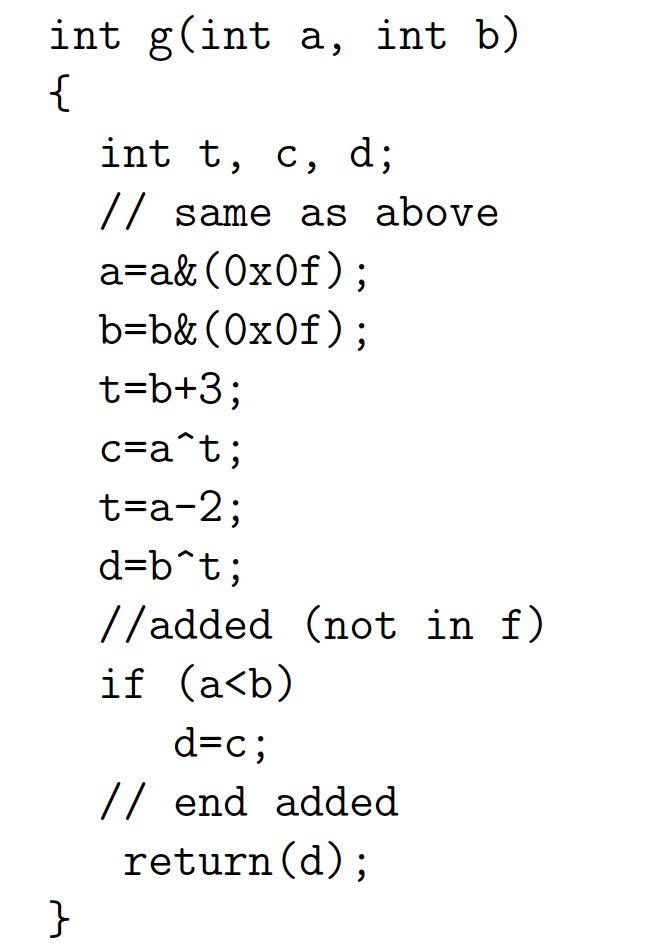 int g(int a, int b)
{
int t, c, d;
// same as above
a=a&(0x0f);
b=b&(0x0f);
t=b+3;
c=a^t;
t=a-2;
d=b^t;
//added (not in f)
if (a<b)
d=c;
// end added
return(d);
}